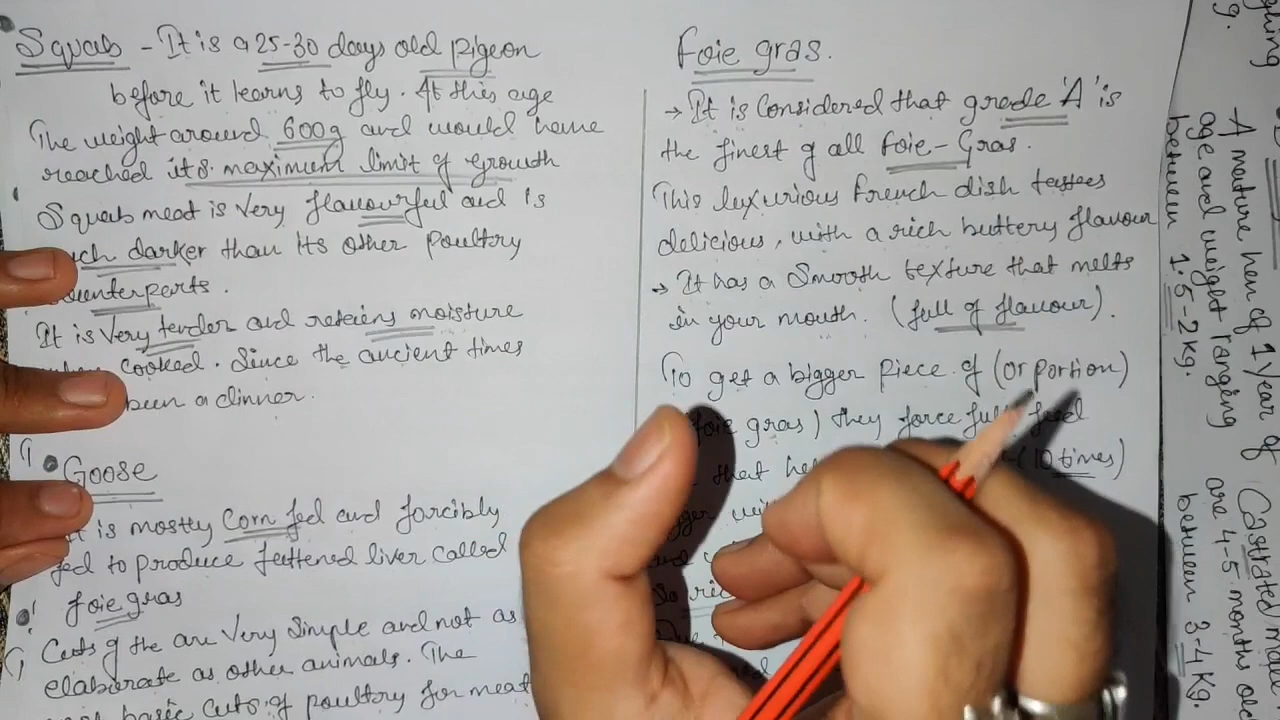 Squab - It is a 25-30 days old pigeon
before it learns to fly. At this age
The weight around 600g and would have
reached its maximum limit of growth
Squab meat is very flavourful and is
darker than its other poultry
counterparts.
It is very tender and retains moisture
cooked. Since the ancient times
been a dinner.
Goose
It is mostly corn fed and forcibly
fed to produce fattened liver called
foie gras
Cuts of the are very simple and not as
elaborate as other animals. The
basic cuts of poultry for meat
Foie gras.
→ It is considered that grade 'A' is
the finest of all foie-Gras.
This luxurious French dish tastes
delicious, with a rich buttery flavour
→ It has a smooth texture that melts
in your mouth. (full of flavour).
To get a bigger piece of (or portion)
foie gras) they force feed
that (10 times)
A mature hen of 1 year of
age and weight ranging
between 1.5-2 kg.
Castrated male
are 4-5 months old
between 3-4 kg.